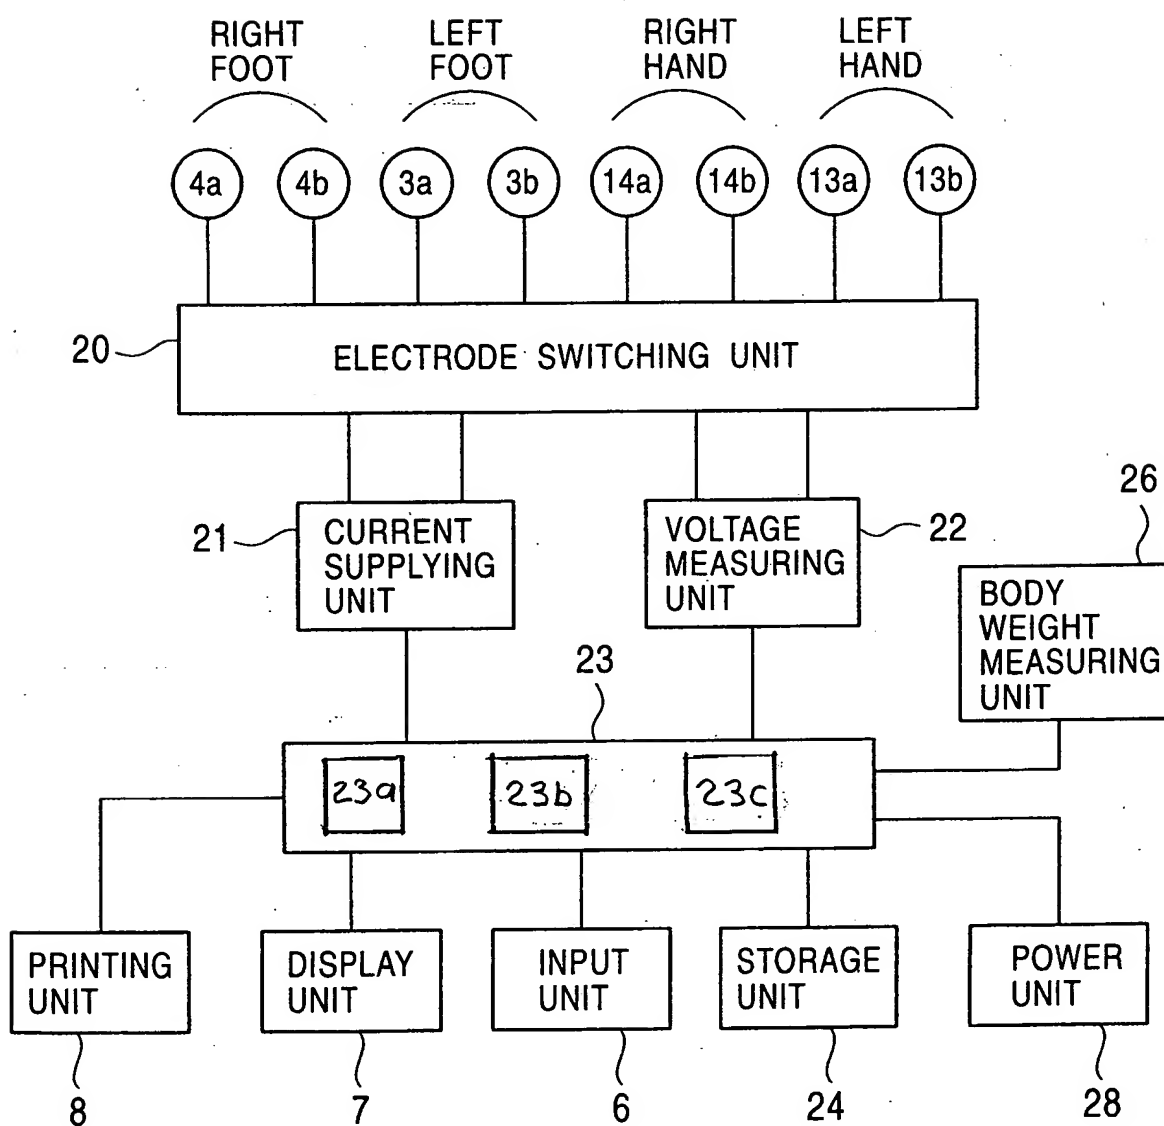 RIGHT FOOT
LEFT FOOT
RIGHT HAND
LEFT HAND
4a
4b
3a
3b
14a
14b
13a
13b
20
ELECTRODE SWITCHING UNIT
21
CURRENT
SUPPLYING
UNIT
VOLTAGE
MEASURING
UNIT
22
26
BODY
WEIGHT
MEASURING
UNIT
23
23a
23b
23c
PRINTING
UNIT
DISPLAY
UNIT
INPUT
UNIT
STORAGE
UNIT
POWER
UNIT
8
7
6
24
28